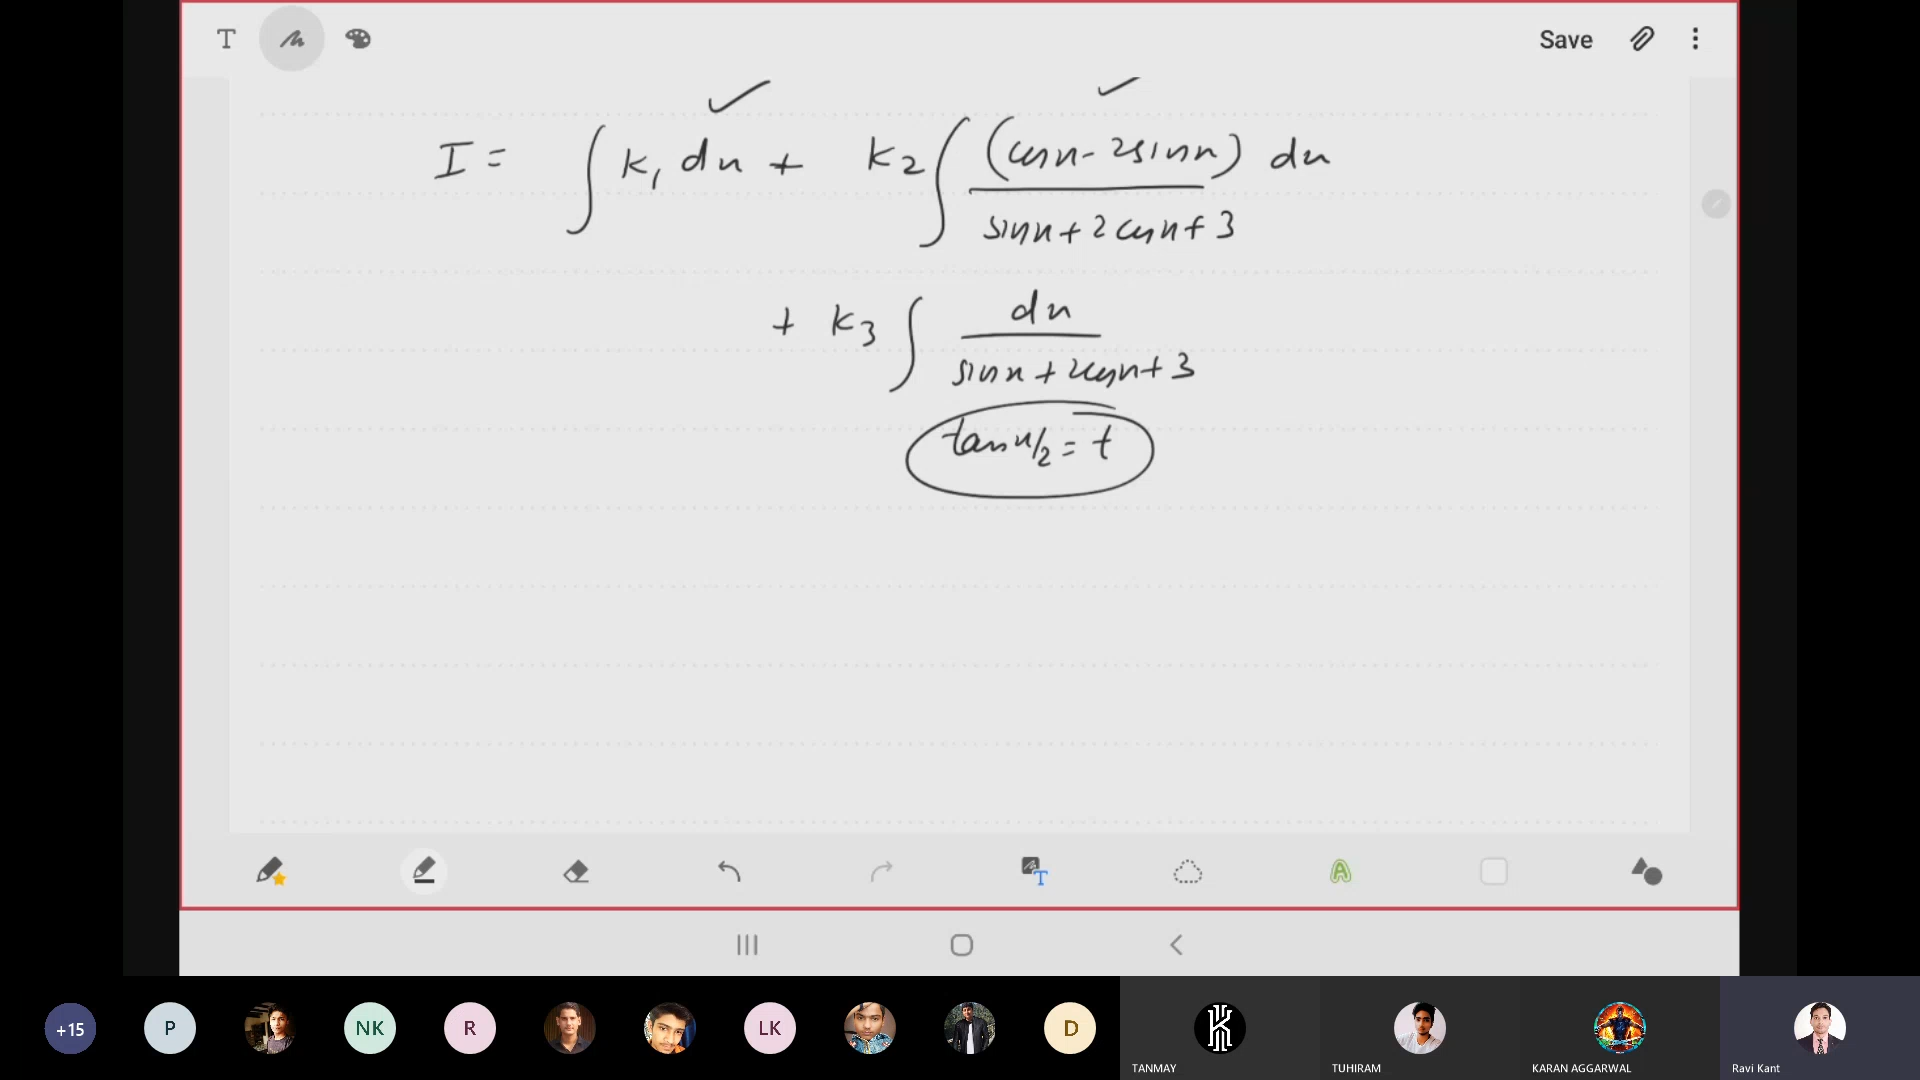 T
Save
I = ∫ K₁ dx + K₂ ∫ (cosx - 2sinx) dx
sinx + 2cosx + 3
+ K₃ ∫ dx
sinx + 2cosx + 3
tan x/2 = t
T
A
+15
P
NK
R
LK
D
TANMAY
TUHIRAM
KARAN AGGARWAL
Ravi Kant